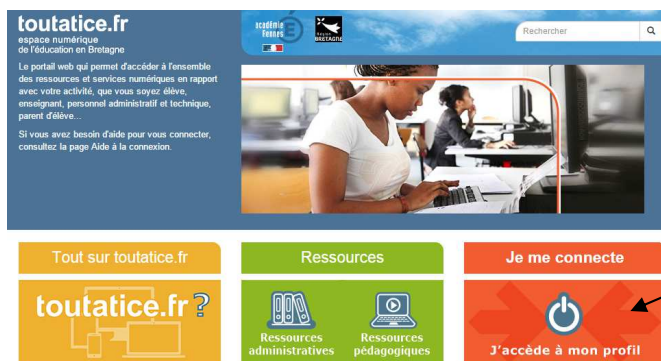 toutatice.fr
espace numérique
de l'éducation en Bretagne
Le portail web qui permet d'accéder à l'ensemble
des ressources et services numériques en rapport
avec votre activité, que vous soyez élève,
enseignant, personnel administratif et technique,
parent d'élève...
Si vous avez besoin d'aide pour vous connecter,
consultez la page Aide à la connexion.
académie
Rennes
Région
BRETAGNE
Rechercher
Tout sur toutatice.fr
toutatice.fr ?
Ressources
Ressources
administratives
Ressources
pédagogiques
Je me connecte
J'accède à mon profil